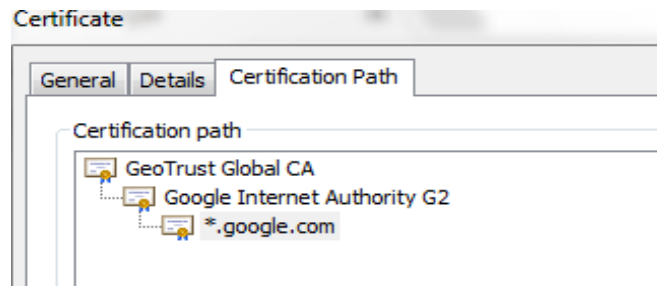 Certificate
General Details Certification Path
Certification path
GeoTrust Global CA
Google Internet Authority G2
*.google.com